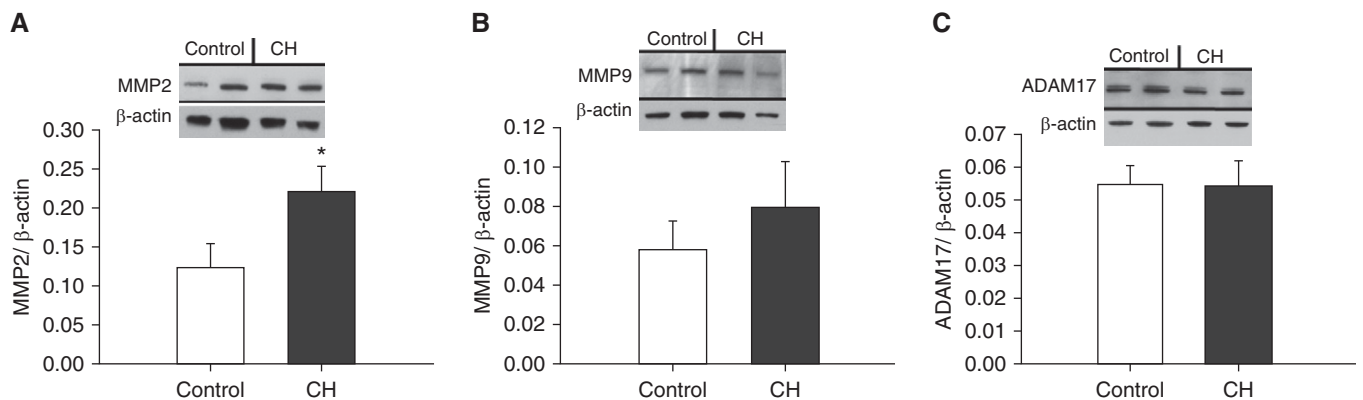 A
Control CH
MMP2
β-actin
0.30
0.25
0.20
0.15
0.10
0.05
0.00
MMP2/ β-actin
*
Control CH
B
Control CH
MMP9
β-actin
0.12
0.10
0.08
0.06
0.04
0.02
0.00
MMP9/ β-actin
Control CH
C
Control CH
ADAM17
β-actin
0.07
0.06
0.05
0.04
0.03
0.02
0.01
0.00
ADAM17/ β-actin
Control CH